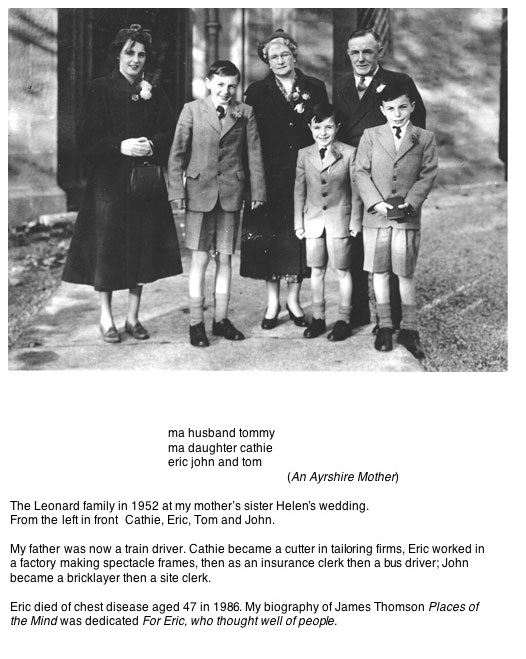 ma husband tommy
ma daughter cathie
eric john and tom
(An Ayrshire Mother)
The Leonard family in 1952 at my mother's sister Helen's wedding.
From the left in front  Cathie, Eric, Tom and John.
My father was now a train driver. Cathie became a cutter in tailoring firms, Eric worked in
a factory making spectacle frames, then as an insurance clerk then a bus driver; John
became a bricklayer then a site clerk.
Eric died of chest disease aged 47 in 1986. My biography of James Thomson Places of
the Mind was dedicated For Eric, who thought well of people.